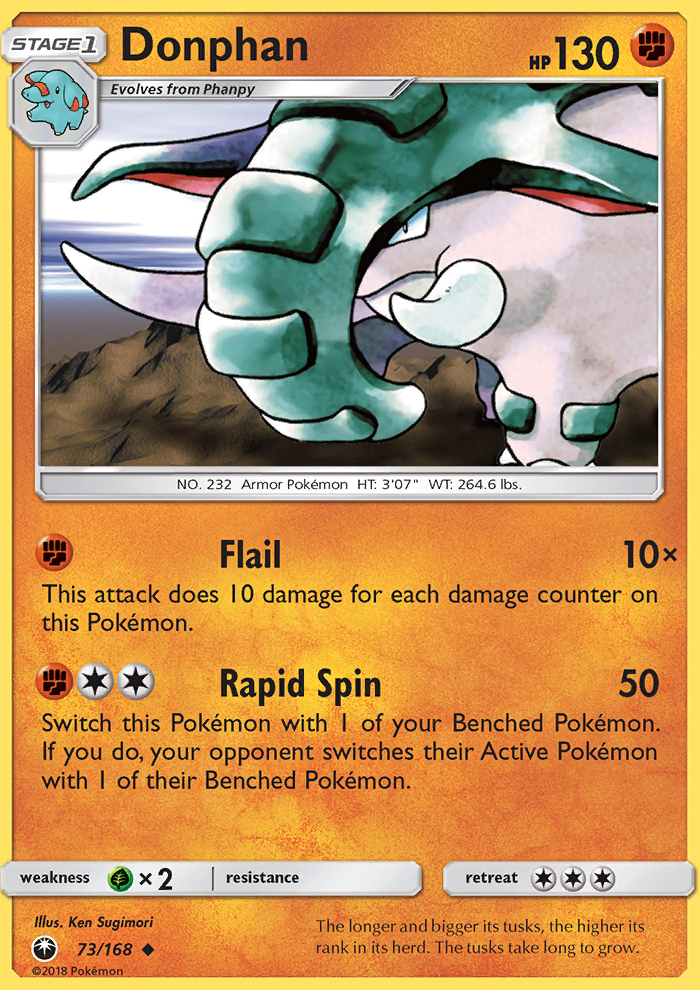 STAGE1 Donphan HP130
Evolves from Phanpy
NO. 232 Armor Pokémon HT: 3'07" WT: 264.6 lbs.
Flail 10×
This attack does 10 damage for each damage counter on
this Pokémon.
Rapid Spin 50
Switch this Pokémon with 1 of your Benched Pokémon.
If you do, your opponent switches their Active Pokémon
with 1 of their Benched Pokémon.
weakness ×2 resistance retreat
Illus. Ken Sugimori
73/168
©2018 Pokémon
The longer and bigger its tusks, the higher its
rank in its herd. The tusks take long to grow.